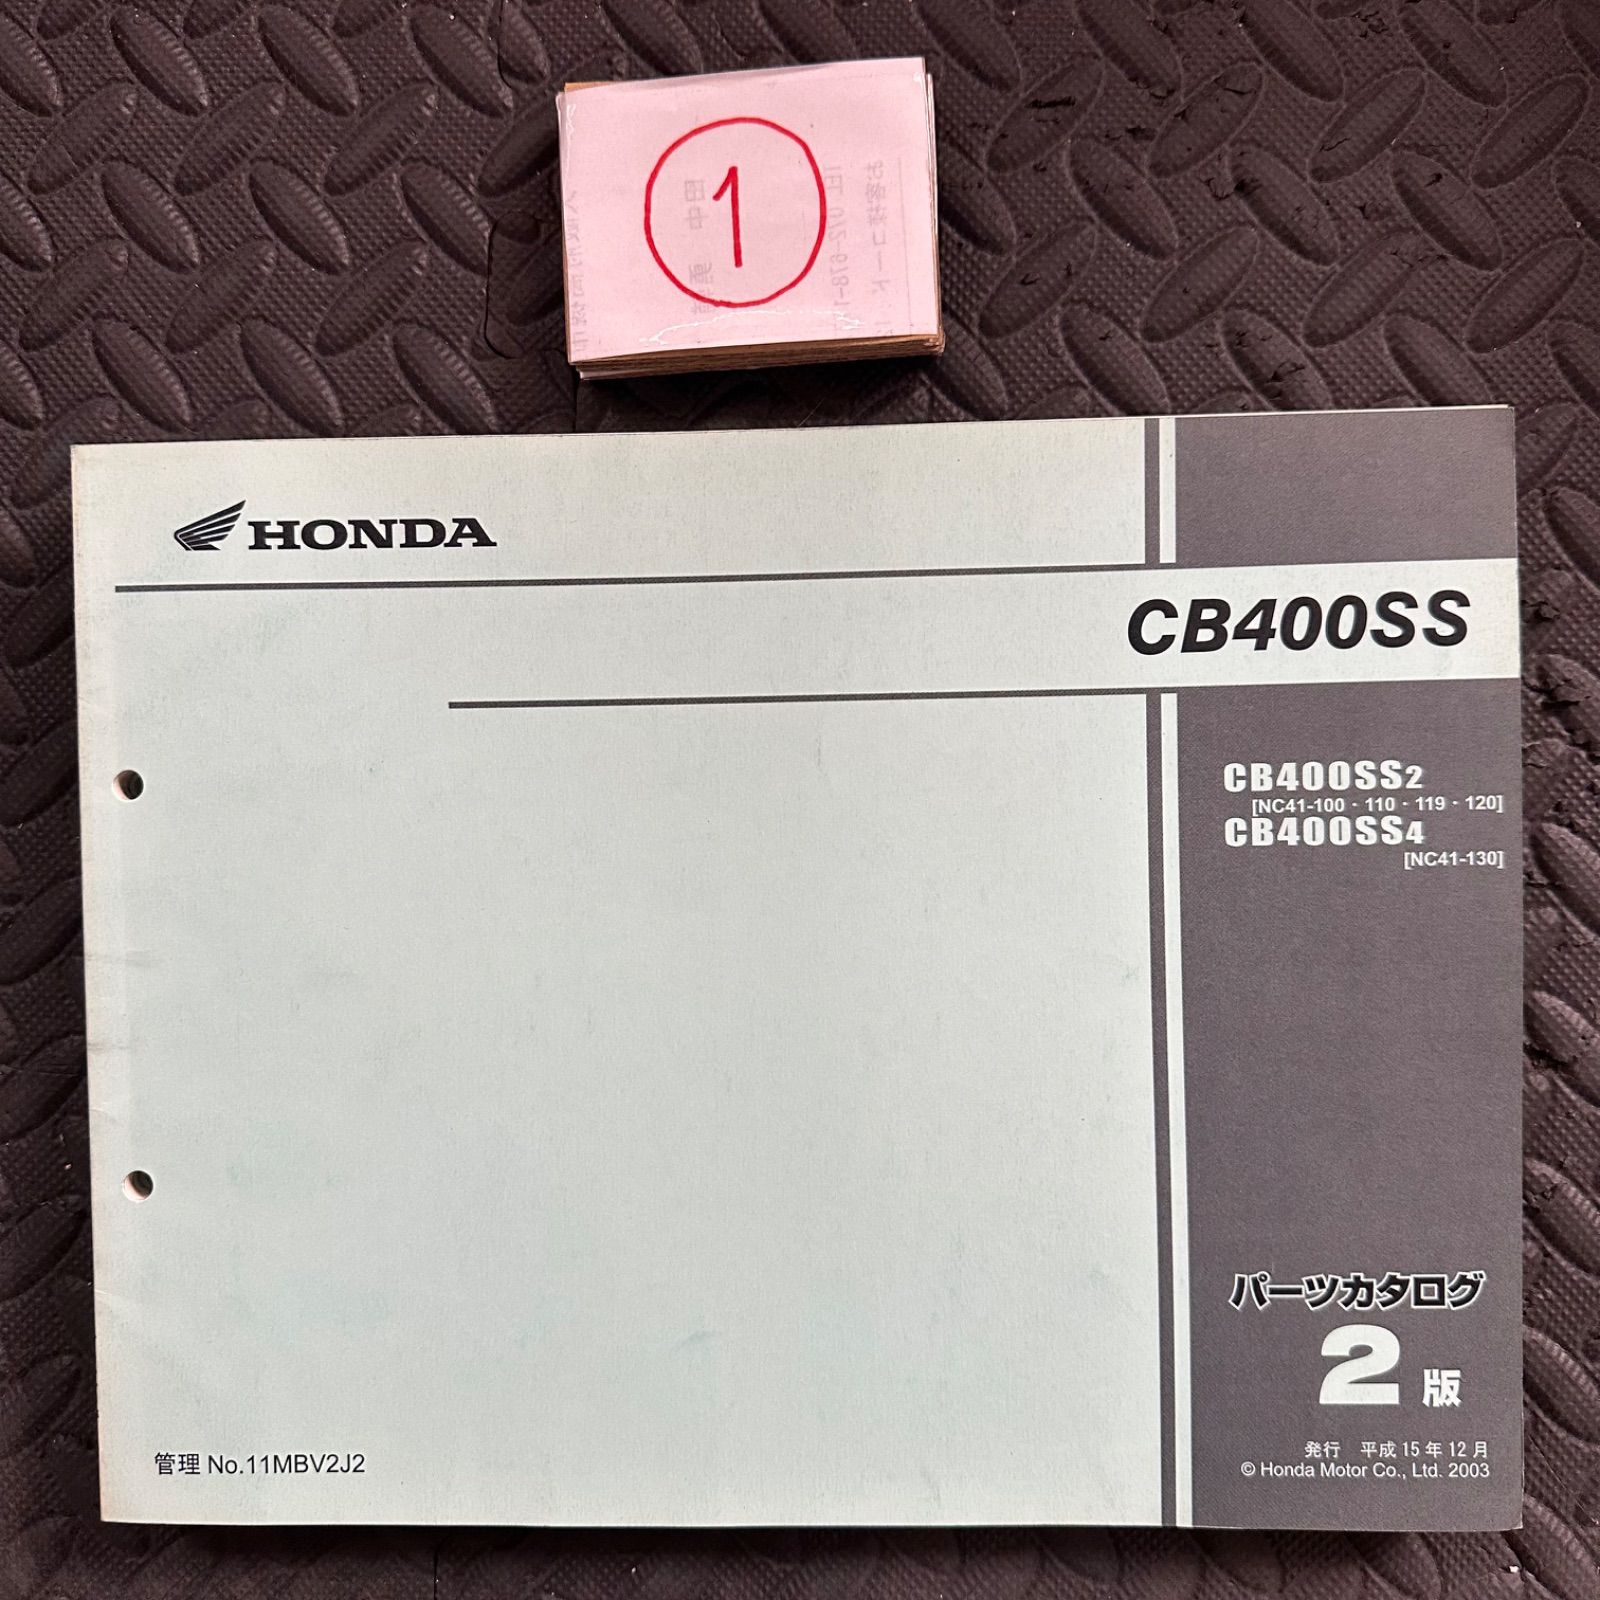 1
HONDA
CB400SS
CB400SS2
[NC41-100・110・119・120]
CB400SS4
[NC41-130]
パーツカタログ
2版
発行 平成15年12月
© Honda Motor Co., Ltd. 2003
管理 No.11MBV2J2